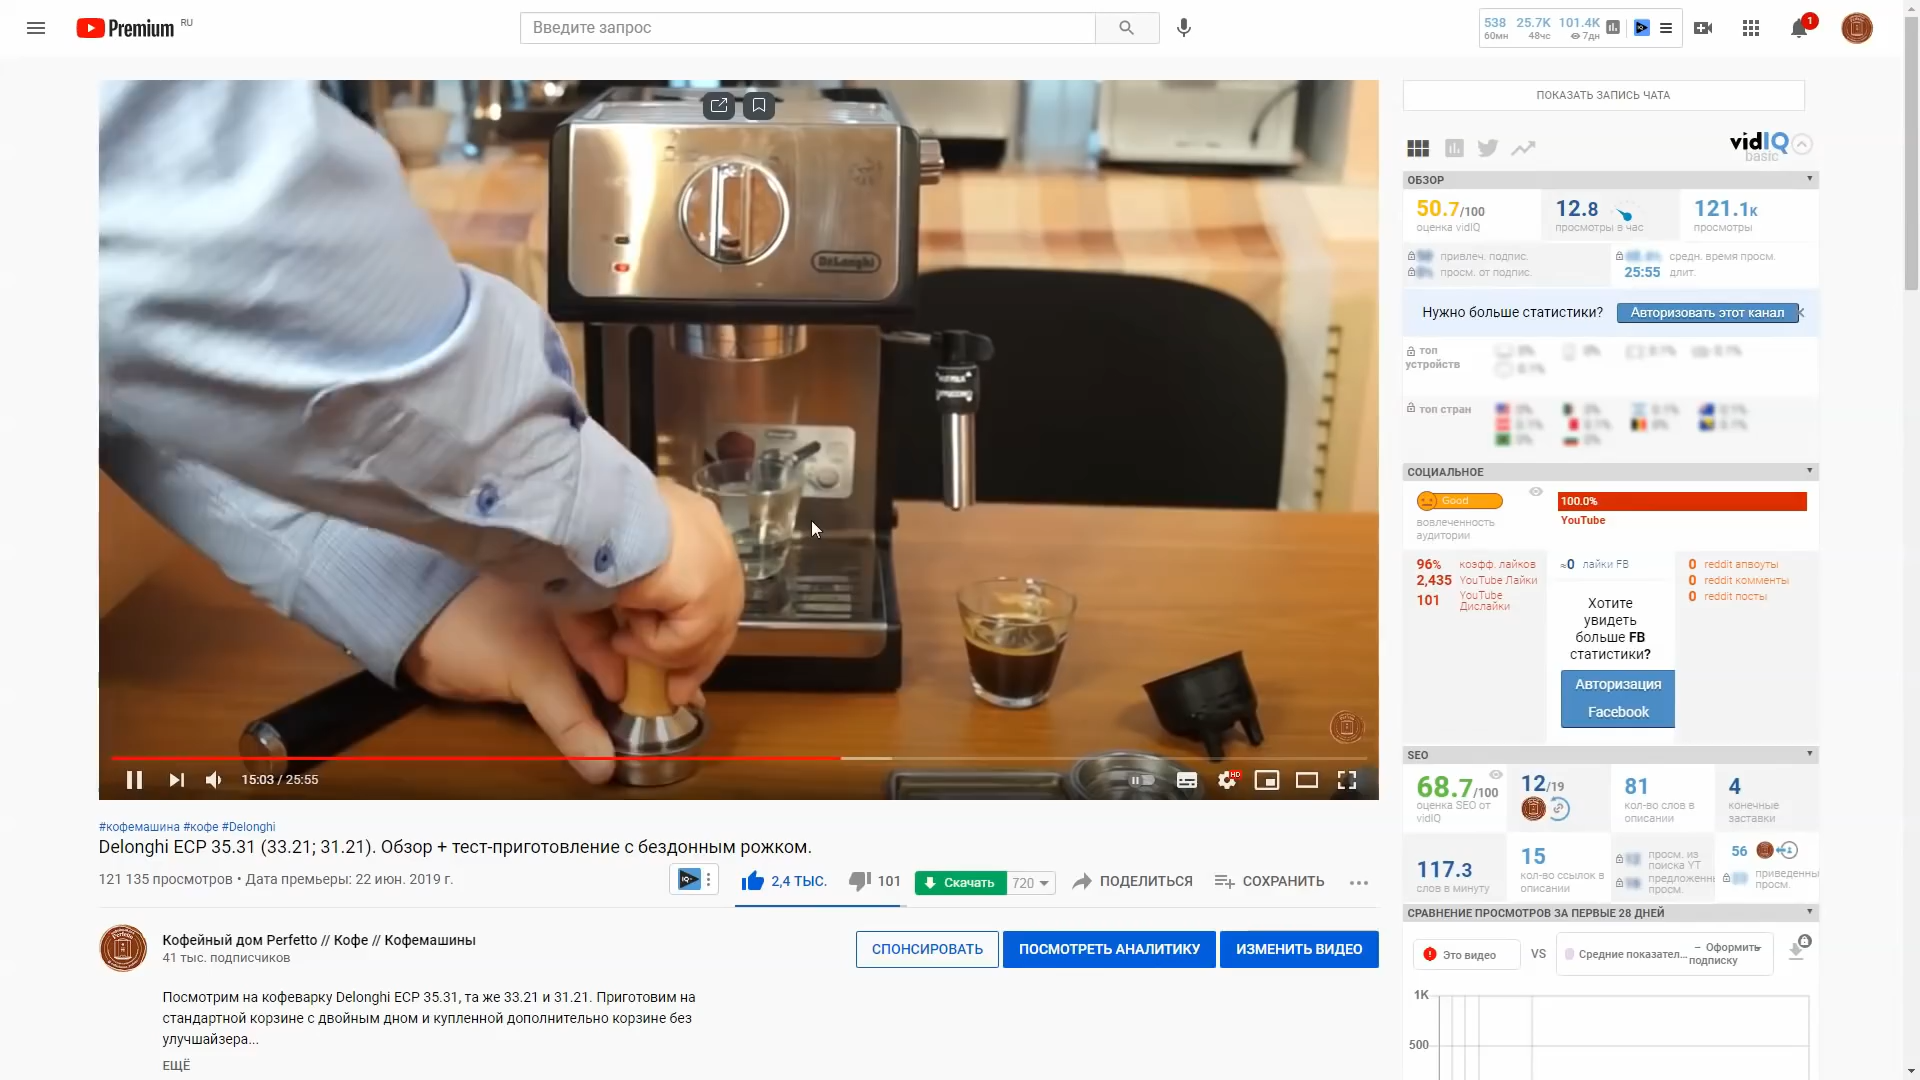 Premium RU
Введите запрос
538 25.7K 101.4K
60мн 48чс 7дн
1
ПОКАЗАТЬ ЗАПИСЬ ЧАТА
vidIQ
basic
ОБЗОР
50.7/100 12.8 121.1к
оценка vidIQ просмотры в час просмотры
привлеч. подпис. средн. время просм.
просм. от подпис. 25:55 длит.
Нужно больше статистики? Авторизовать этот канал
топ устройств
топ стран
СОЦИАЛЬНОЕ
Good 100.0%
YouTube
вовлеченность
аудитории
96% коэфф. лайков ≈0 лайки FB 0 reddit апвоуты
2,435 YouTube Лайки 0 reddit комменты
101 YouTube Дислайки 0 reddit посты
Хотите
увидеть
больше FB
статистики?
Авторизация
Facebook
SEO
68.7/100 12/19 81 4
оценка SEO от vidIQ кол-во слов в описании конечные заставки
117.3 15 56
слов в минуту кол-во ссылок в описании
просм. из поиска YT
предложенн просм.
приведенны просм.
СРАВНЕНИЕ ПРОСМОТРОВ ЗА ПЕРВЫЕ 28 ДНЕЙ
Это видео VS Средние показател... – Оформить подписку
1K
500
DēLonghi
15:03 / 25:55
HD
#кофемашина #кофе #Delonghi
Delonghi ECP 35.31 (33.21; 31.21). Обзор + тест-приготовление с бездонным рожком.
121 135 просмотров • Дата премьеры: 22 июн. 2019 г.
2,4 ТЫС. 101 Скачать 720 ПОДЕЛИТЬСЯ СОХРАНИТЬ
Кофейный дом Perfetto // Кофе // Кофемашины
41 тыс. подписчиков
СПОНСИРОВАТЬ ПОСМОТРЕТЬ АНАЛИТИКУ ИЗМЕНИТЬ ВИДЕО
Посмотрим на кофеварку Delonghi ECP 35.31, та же 33.21 и 31.21. Приготовим на
стандартной корзине с двойным дном и купленной дополнительно корзине без
улучшайзера...
ЕЩЁ